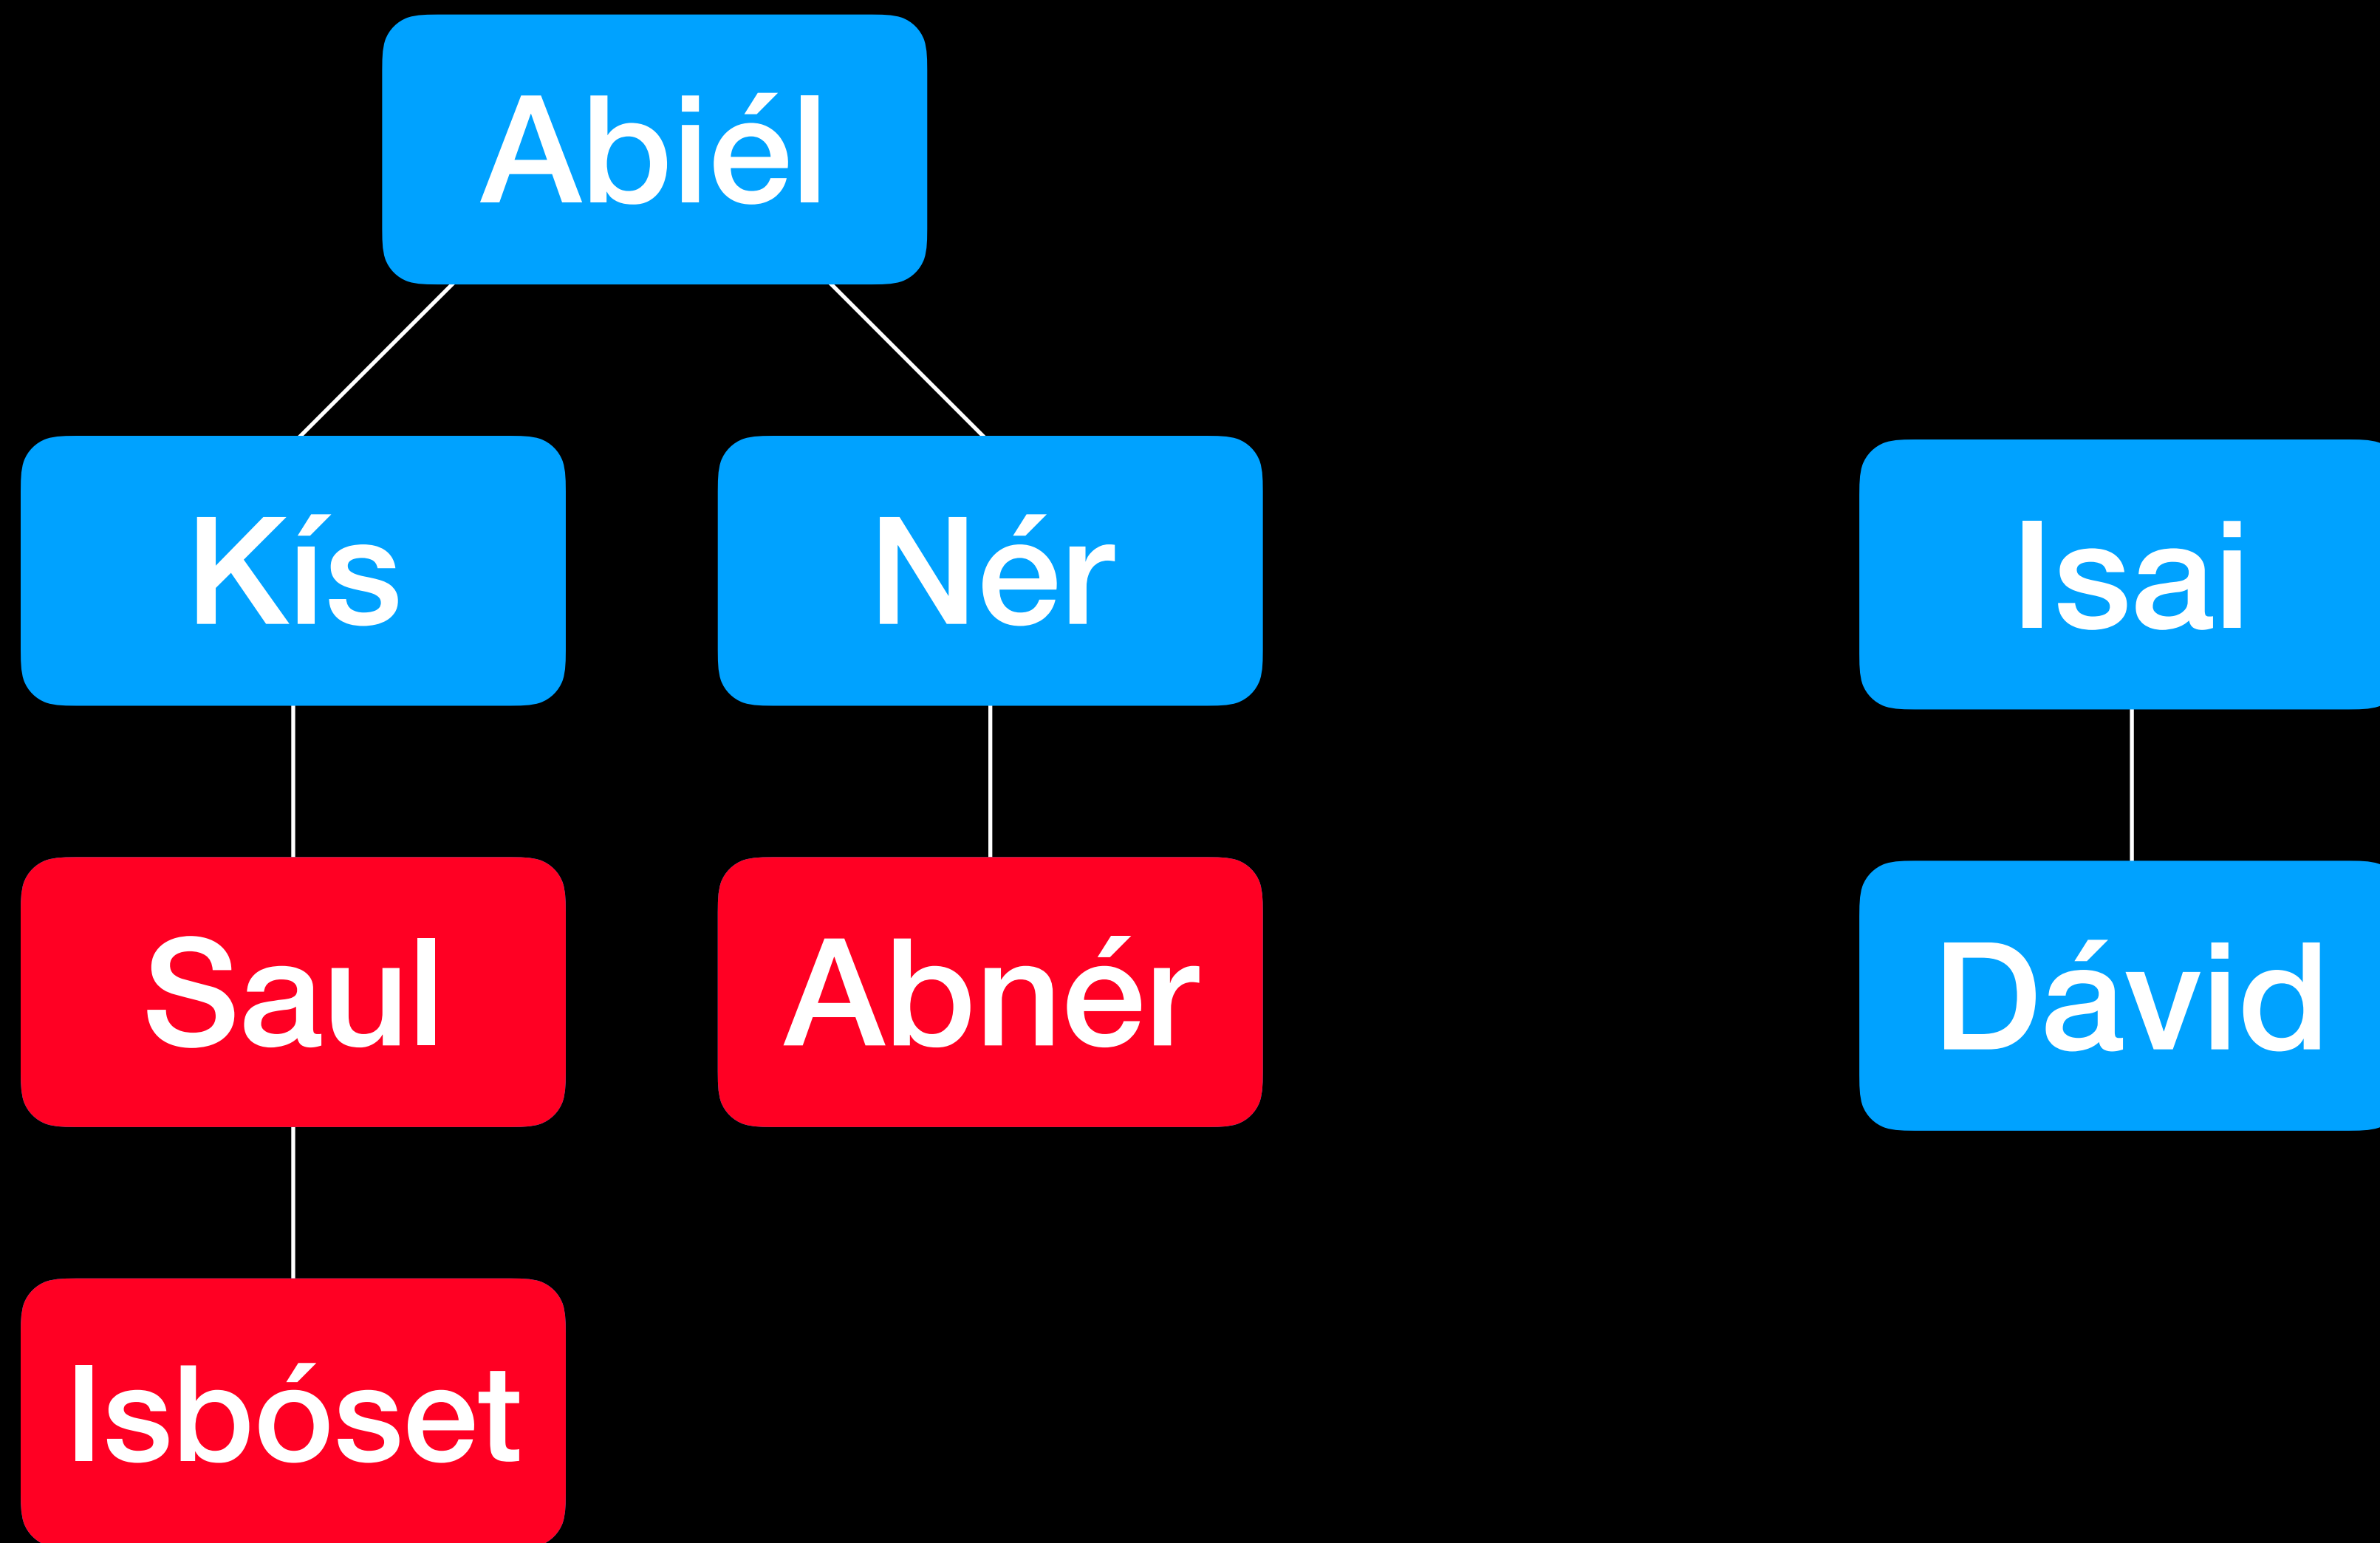 Abiél
Kís
Nér
Isai
Saul
Abnér
Dávid
Isbóset